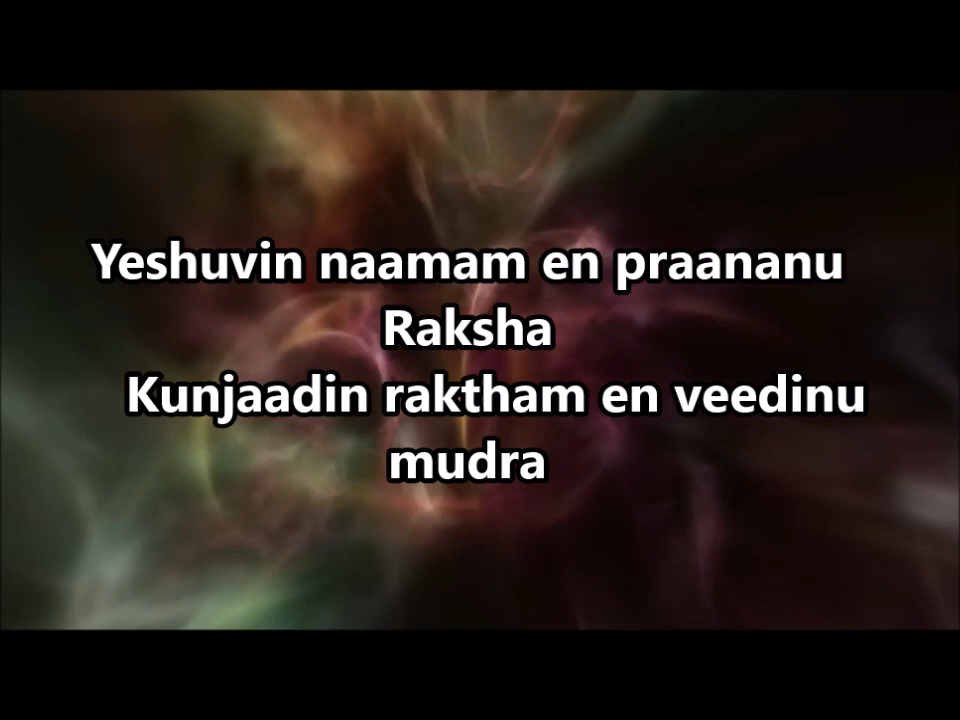 Yeshuvin naamam en praananu
Raksha
Kunjaadin raktham en veedinu
mudra